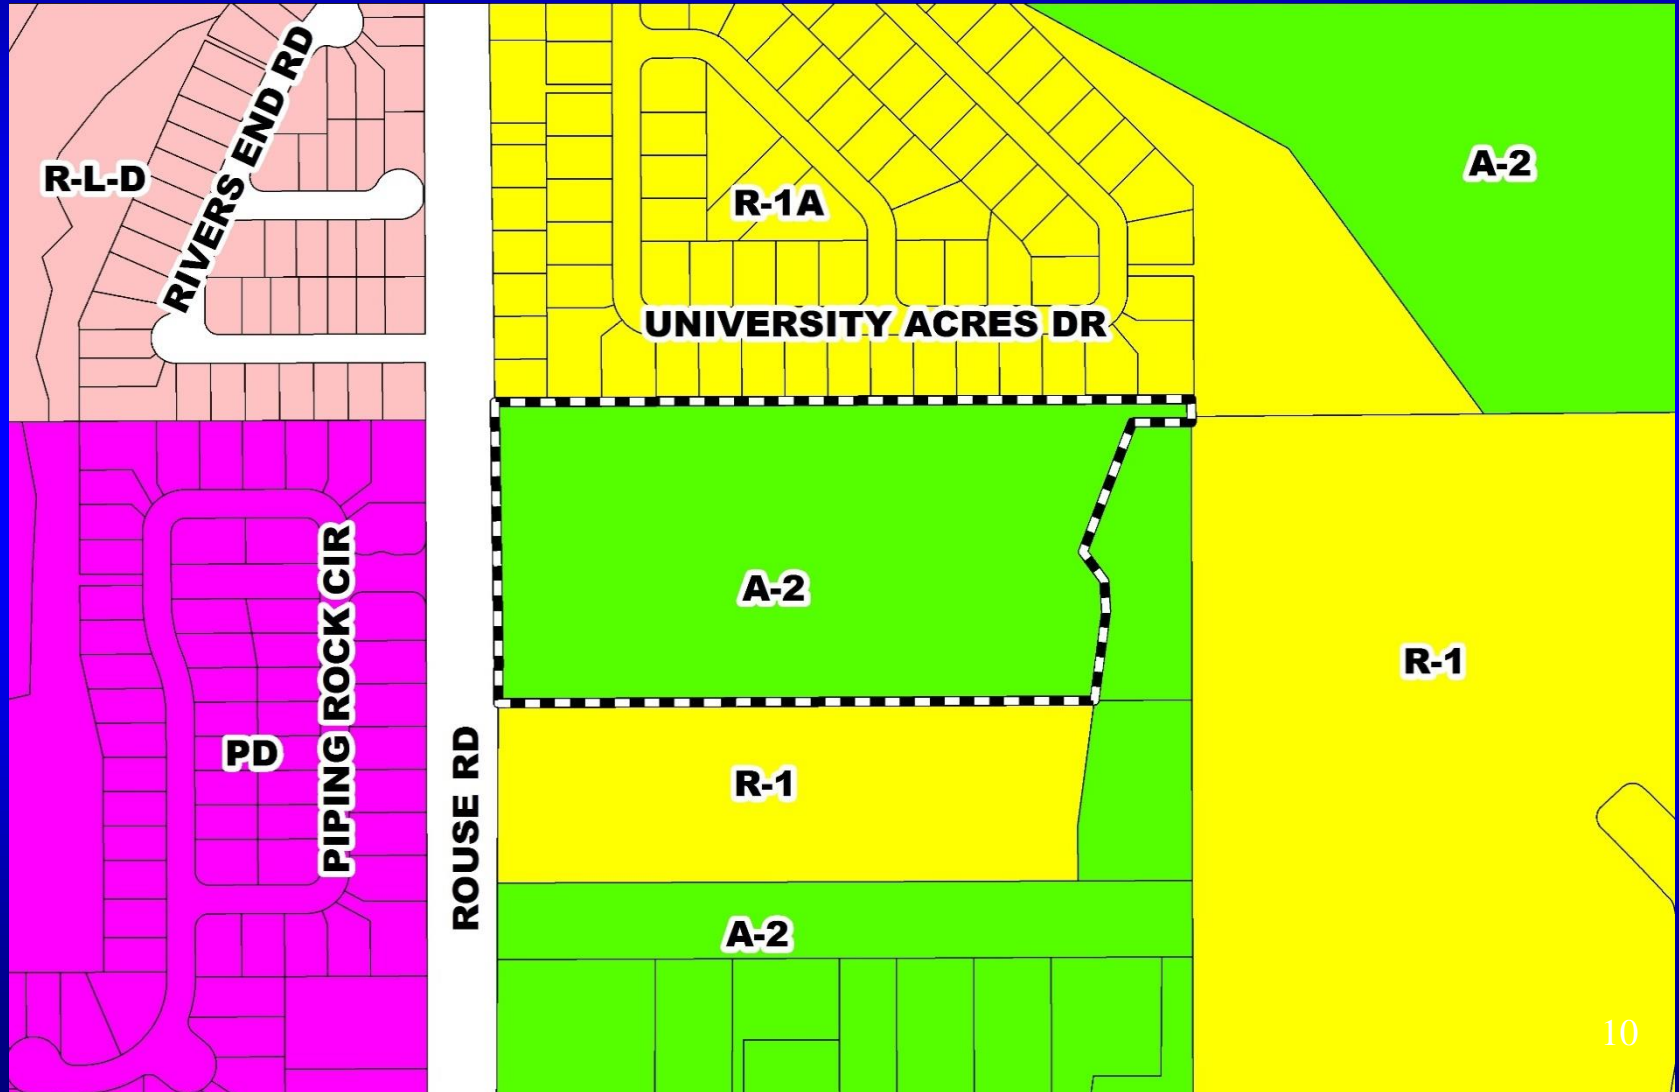 RIVERS END RD
R-L-D
A-2
R-1A
UNIVERSITY ACRES DR
A-2
R-1
PIPING ROCK CIR
PD
ROUSE RD
R-1
A-2
10